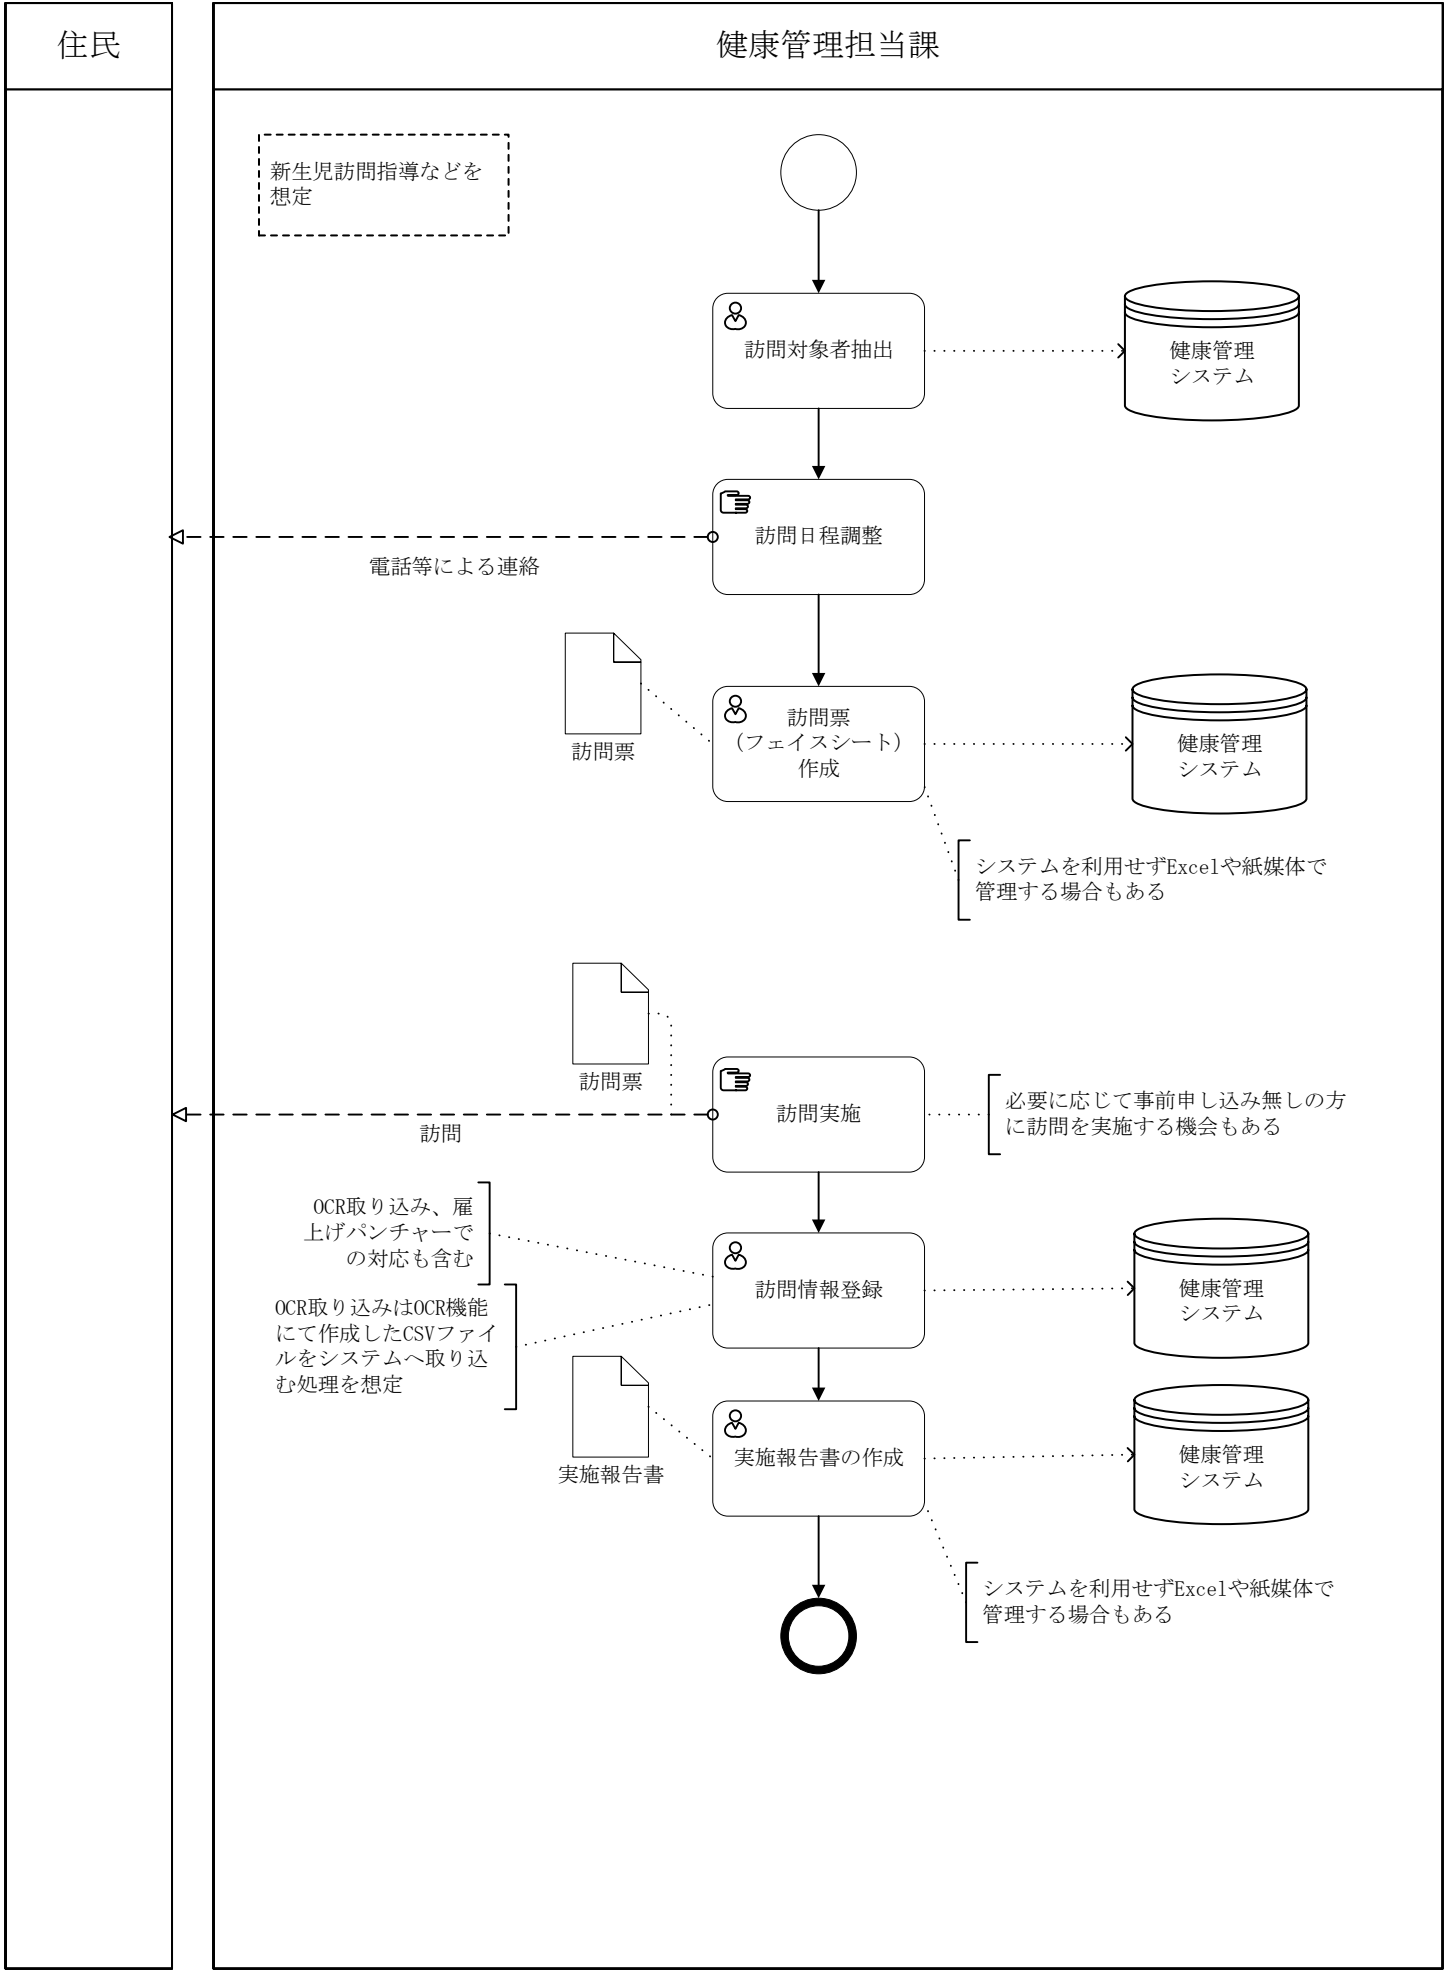 住民
健康管理担当課
新生児訪問指導などを
想定
訪問対象者抽出
健康管理
システム
訪問日程調整
電話等による連絡
訪問票
訪問票
（フェイスシート）
作成
健康管理
システム
システムを利用せずExcelや紙媒体で
管理する場合もある
訪問票
訪問実施
訪問
必要に応じて事前申し込み無しの方
に訪問を実施する機会もある
OCR取り込み、雇
上げパンチャーで
の対応も含む
訪問情報登録
健康管理
システム
OCR取り込みはOCR機能
にて作成したCSVファイ
ルをシステムへ取り込
む処理を想定
実施報告書
実施報告書の作成
健康管理
システム
システムを利用せずExcelや紙媒体で
管理する場合もある